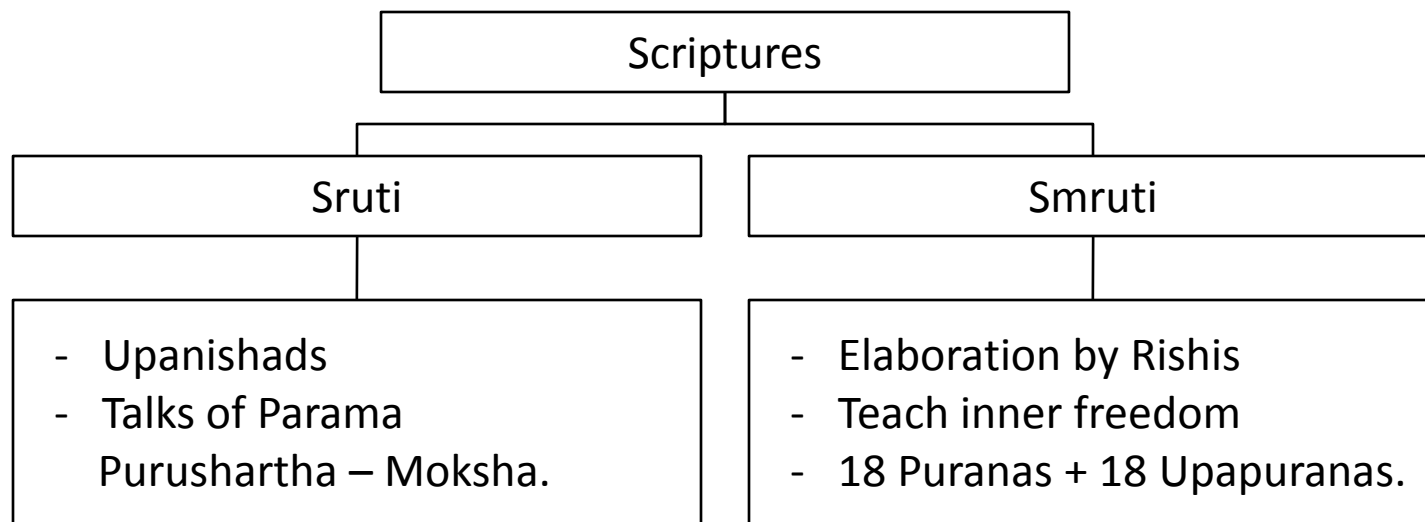 Scriptures
Sruti
Smruti
- Upanishads
- Talks of Parama
Purushartha – Moksha.
- Elaboration by Rishis
- Teach inner freedom
- 18 Puranas + 18 Upapuranas.